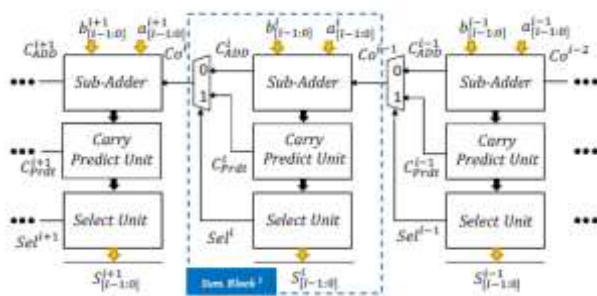 b^{i+1}_{[l-1:0]} a^{i+1}_{[l-1:0]} b^{i}_{[l-1:0]} a^{i}_{[l-1:0]} b^{i-1}_{[l-1:0]} a^{i-1}_{[l-1:0]}
C^{i+1}_{ADD} Co^{i} C^{i}_{ADD} Co^{i-1} C^{i-1}_{ADD} Co^{i-2}
Sub-Adder 0 Sub-Adder 0 Sub-Adder
1 1
Carry Predict Unit Carry Predict Unit Carry Predict Unit
C^{i+1}_{Prdt} C^{i}_{Prdt} C^{i-1}_{Prdt}
Select Unit Select Unit Select Unit
Sel^{i+1} Sel^{i} Sel^{i-1}
S^{i+1}_{[l-1:0]} Sum Block^{i} S^{i}_{[l-1:0]} S^{i-1}_{[l-1:0]}